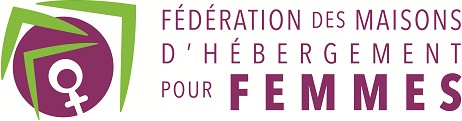 FÉDÉRATION DES MAISONS
D'HÉBERGEMENT
POUR FEMMES